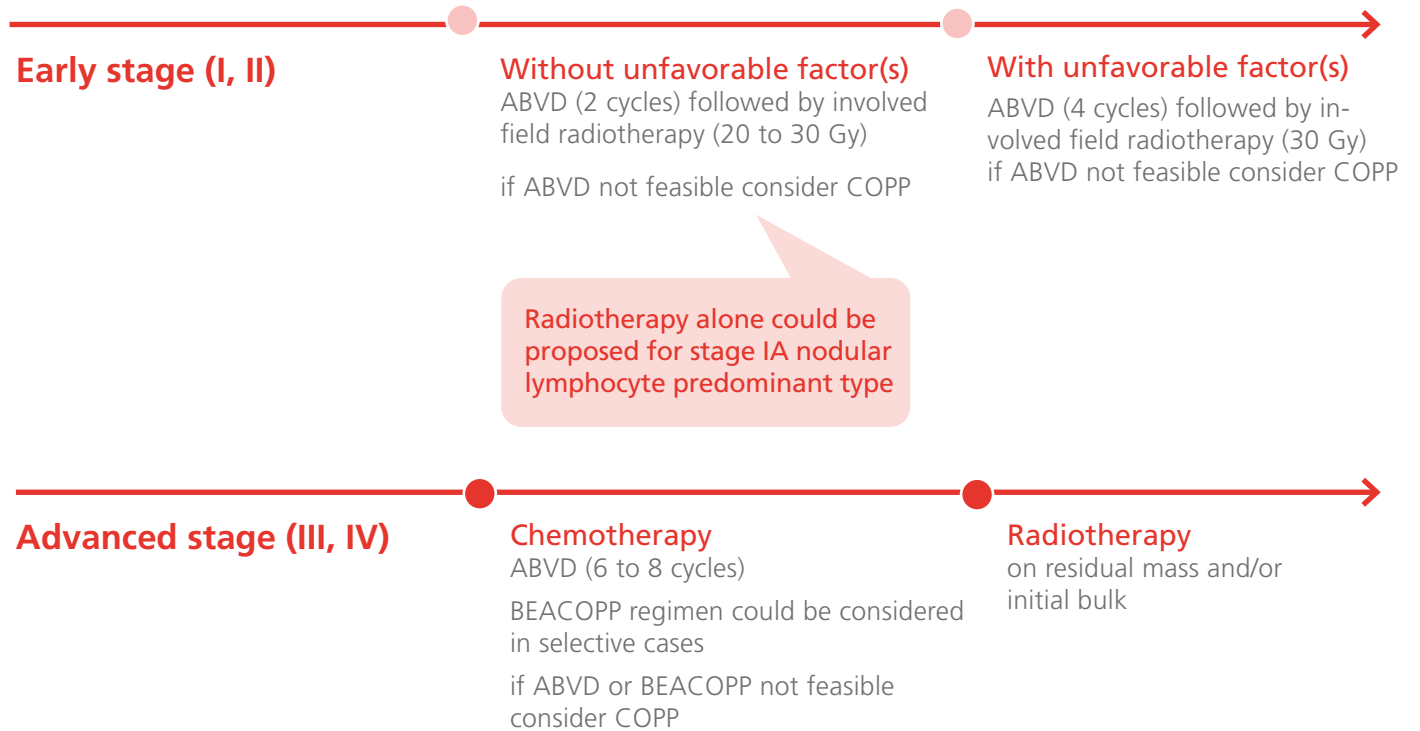 Early stage (I, II)
Without unfavorable factor(s)
ABVD (2 cycles) followed by involved
field radiotherapy (20 to 30 Gy)
if ABVD not feasible consider COPP
With unfavorable factor(s)
ABVD (4 cycles) followed by in-
volved field radiotherapy (30 Gy)
if ABVD not feasible consider COPP
Radiotherapy alone could be
proposed for stage IA nodular
lymphocyte predominant type
Advanced stage (III, IV)
Chemotherapy
ABVD (6 to 8 cycles)
BEACOPP regimen could be considered
in selective cases
if ABVD or BEACOPP not feasible
consider COPP
Radiotherapy
on residual mass and/or
initial bulk